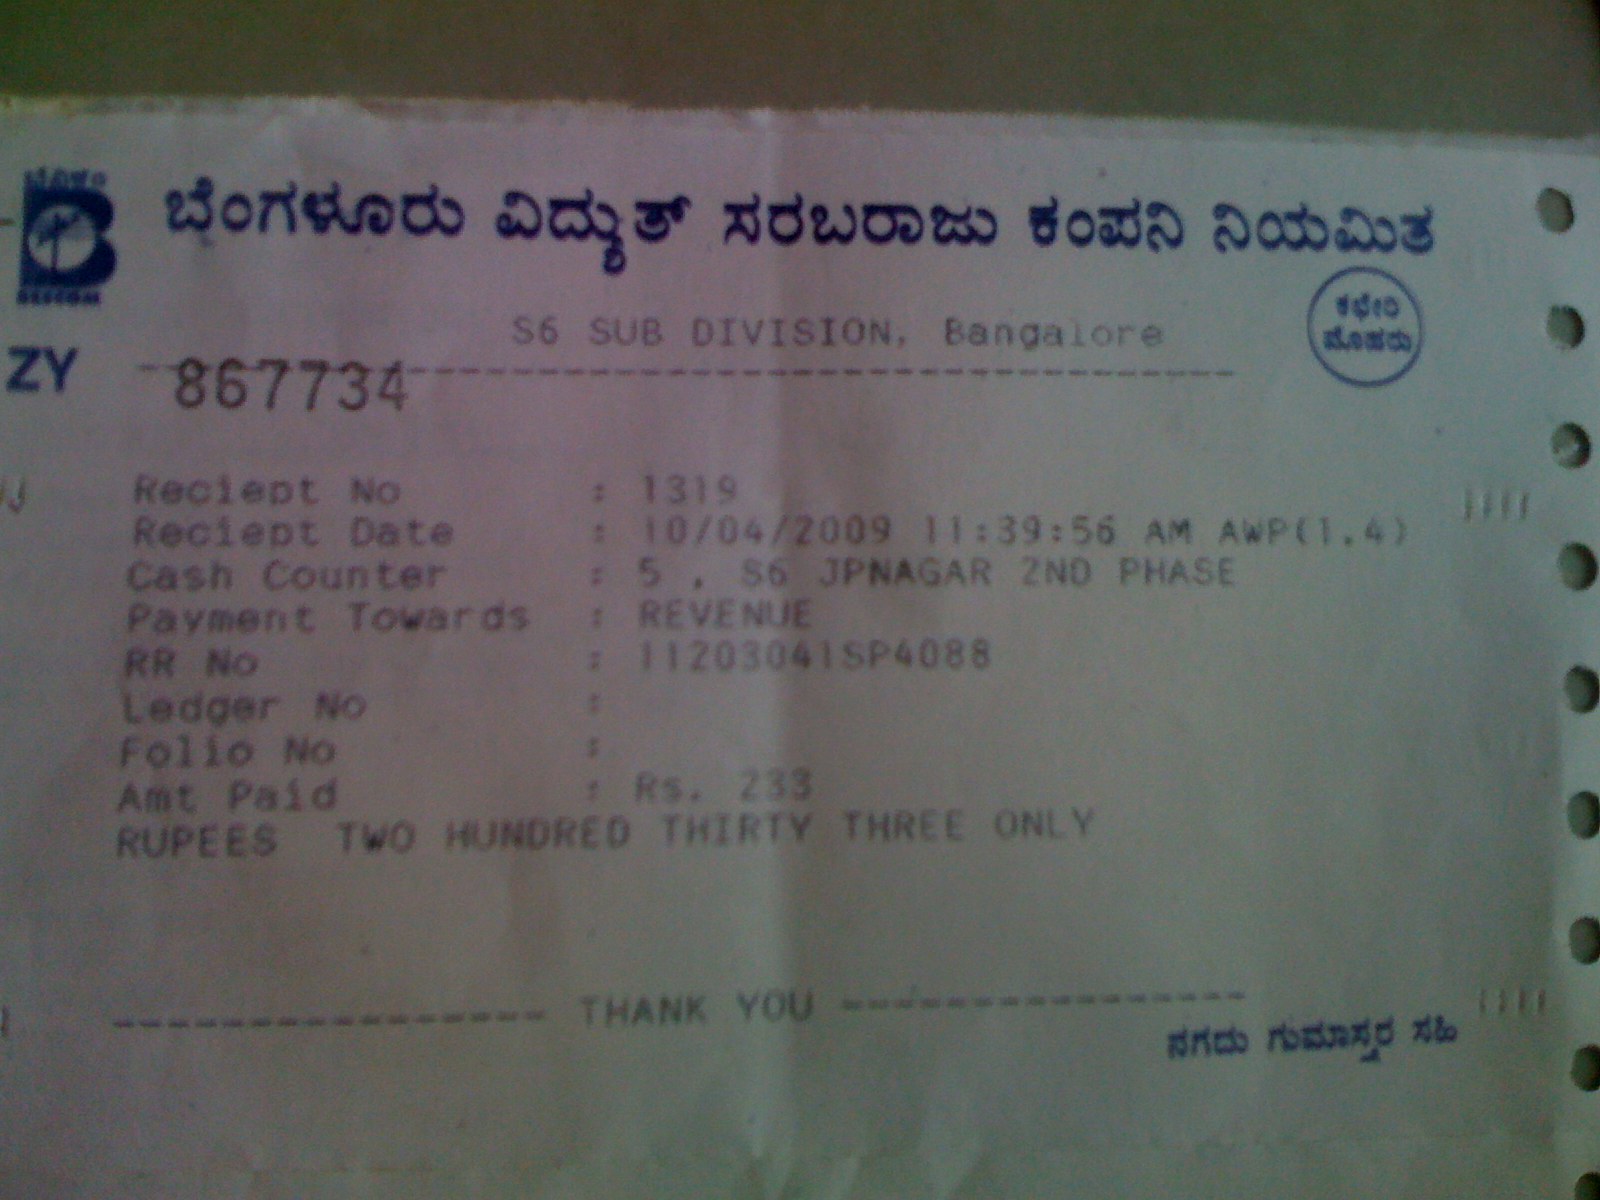 ಬೆವಿಕಂ
BESCOM
ಬೆಂಗಳೂರು ವಿದ್ಯುತ್ ಸರಬರಾಜು ಕಂಪನಿ ನಿಯಮಿತ
S6 SUB DIVISION, Bangalore
ಕಛೇರಿ
ಮೊಹರು
ZY 867734
Reciept No : 1319
Reciept Date : 10/04/2009 11:39:56 AM AWP(1.4)
Cash Counter : 5 , S6 JPNAGAR 2ND PHASE
Payment Towards : REVENUE
RR No : 11203041SP4088
Ledger No :
Folio No :
Amt Paid : Rs. 233
RUPEES TWO HUNDRED THIRTY THREE ONLY
---------------- THANK YOU ----------------
ನಗದು ಗುಮಾಸ್ತರ ಸಹಿ